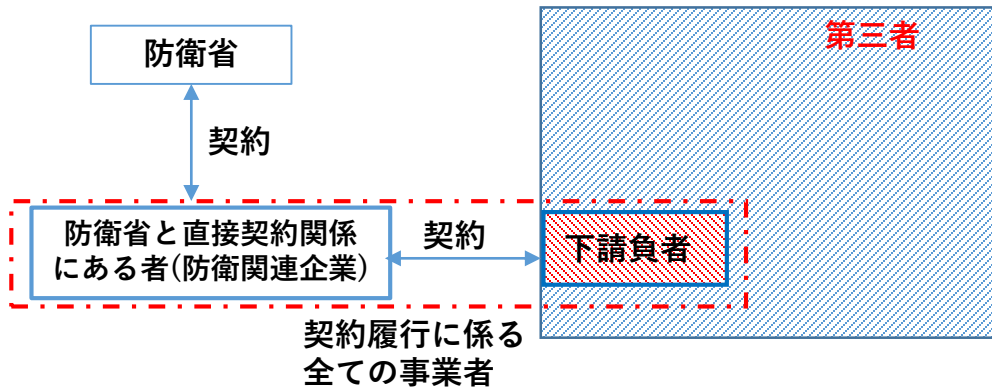 防衛省
第三者
契約
防衛省と直接契約関係
にある者(防衛関連企業)
契約
下請負者
契約履行に係る
全ての事業者